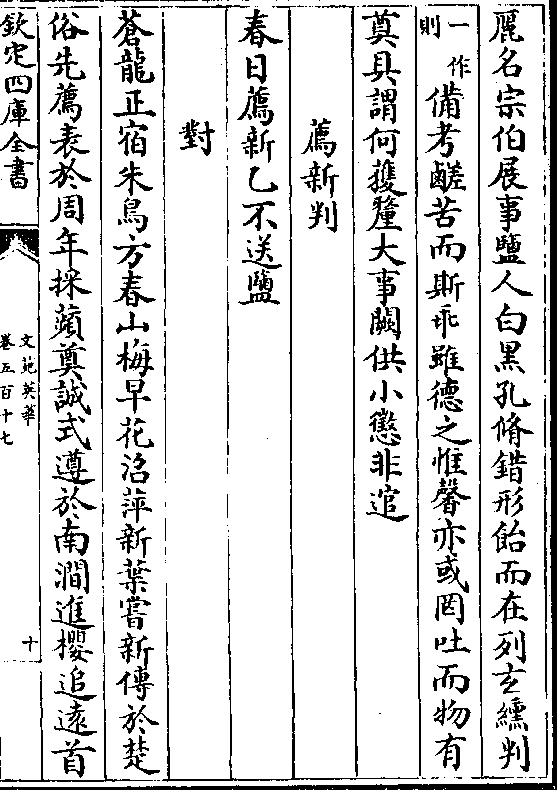 麗名宗伯展事鹽人白黑孔脩錯形飴而在列玄纁判
一作則
備考鹺苦而斯乖雖德之惟馨亦或罔吐而物有
奠具謂何獲釐大事闕供小懲非逭
薦新判
春日薦新乙不送鹽
對
蒼龍正宿朱鳥方春山梅早花沼萍新葉嘗新傳於楚
俗先薦表於周年採蘋奠誠式遵於南澗進櫻追遠首
欽定四庫全書
文苑英華
卷五百十七
十